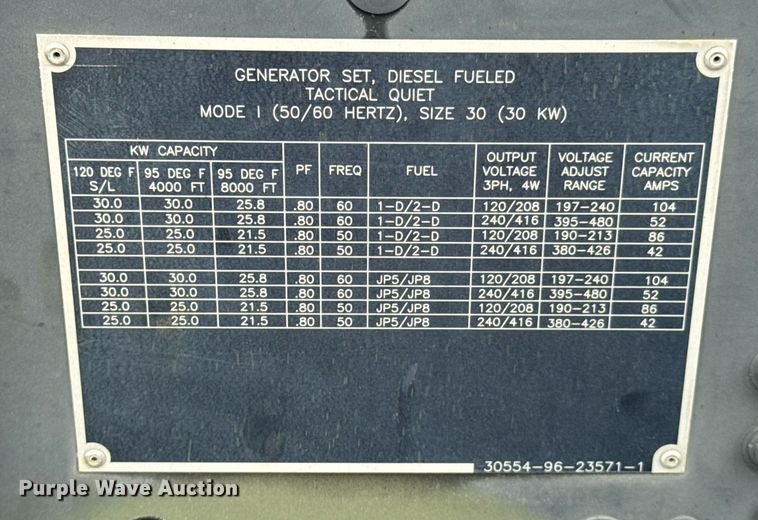 GENERATOR SET, DIESEL FUELED
TACTICAL QUIET
MODE I (50/60 HERTZ), SIZE 30 (30 KW)
KW CAPACITY PF FREQ FUEL OUTPUT VOLTAGE 3PH, 4W VOLTAGE ADJUST RANGE CURRENT CAPACITY AMPS
120 DEG F S/L 95 DEG F 4000 FT 95 DEG F 8000 FT
30.0 30.0 25.8 .80 60 1-D/2-D 120/208 197-240 104
30.0 30.0 25.8 .80 60 1-D/2-D 240/416 395-480 52
25.0 25.0 21.5 .80 50 1-D/2-D 120/208 190-213 86
25.0 25.0 21.5 .80 50 1-D/2-D 240/416 380-426 42
30.0 30.0 25.8 .80 60 JP5/JP8 120/208 197-240 104
30.0 30.0 25.8 .80 60 JP5/JP8 240/416 395-480 52
25.0 25.0 21.5 .80 50 JP5/JP8 120/208 190-213 86
25.0 25.0 21.5 .80 50 JP5/JP8 240/416 380-426 42
30554-96-23571-1
Purple Wave Auction